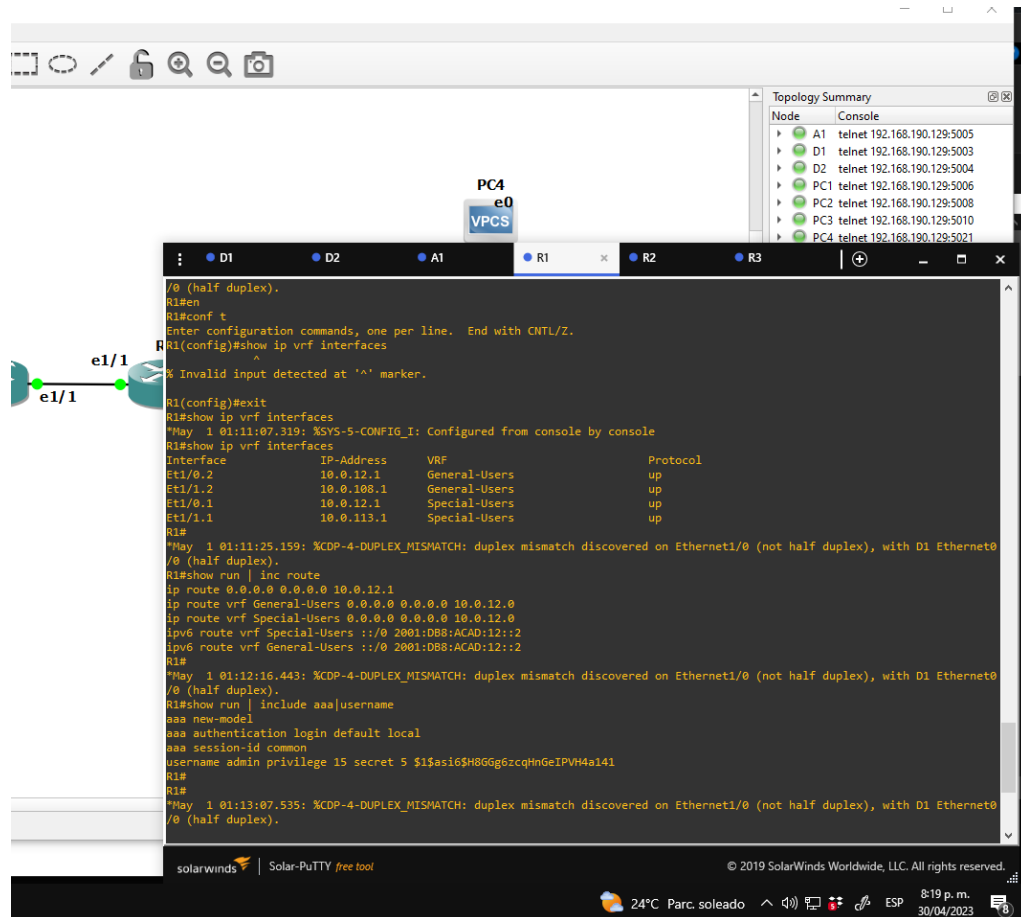 Topology Summary
Node Console
A1 telnet 192.168.190.129:5005
D1 telnet 192.168.190.129:5003
D2 telnet 192.168.190.129:5004
PC1 telnet 192.168.190.129:5006
PC2 telnet 192.168.190.129:5008
PC3 telnet 192.168.190.129:5010
PC4 telnet 192.168.190.129:5021
PC4
e0
VPCS
e1/1
R
e1/1
D1 D2 A1 R1 × R2 R3
/0 (half duplex).
R1#en
R1#conf t
Enter configuration commands, one per line.  End with CNTL/Z.
R1(config)#show ip vrf interfaces
^
% Invalid input detected at '^' marker.
R1(config)#exit
R1#show ip vrf interfaces
*May  1 01:11:07.319: %SYS-5-CONFIG_I: Configured from console by console
R1#show ip vrf interfaces
Interface IP-Address VRF Protocol
Et1/0.2 10.0.12.1 General-Users up
Et1/1.2 10.0.108.1 General-Users up
Et1/0.1 10.0.12.1 Special-Users up
Et1/1.1 10.0.113.1 Special-Users up
R1#
*May  1 01:11:25.159: %CDP-4-DUPLEX_MISMATCH: duplex mismatch discovered on Ethernet1/0 (not half duplex), with D1 Ethernet0
/0 (half duplex).
R1#show run | inc route
ip route 0.0.0.0 0.0.0.0 10.0.12.1
ip route vrf General-Users 0.0.0.0 0.0.0.0 10.0.12.0
ip route vrf Special-Users 0.0.0.0 0.0.0.0 10.0.12.0
ipv6 route vrf Special-Users ::/0 2001:DB8:ACAD:12::2
ipv6 route vrf General-Users ::/0 2001:DB8:ACAD:12::2
R1#
*May  1 01:12:16.443: %CDP-4-DUPLEX_MISMATCH: duplex mismatch discovered on Ethernet1/0 (not half duplex), with D1 Ethernet0
/0 (half duplex).
R1#show run | include aaa|username
aaa new-model
aaa authentication login default local
aaa session-id common
username admin privilege 15 secret 5 $1$asi6$H8GGg6zcqHnGeIPVH4a141
R1#
R1#
*May  1 01:13:07.535: %CDP-4-DUPLEX_MISMATCH: duplex mismatch discovered on Ethernet1/0 (not half duplex), with D1 Ethernet0
/0 (half duplex).
solarwinds | Solar-PuTTY free tool © 2019 SolarWinds Worldwide, LLC. All rights reserved.
24°C Parc. soleado ESP 8:19 p. m.
30/04/2023 8